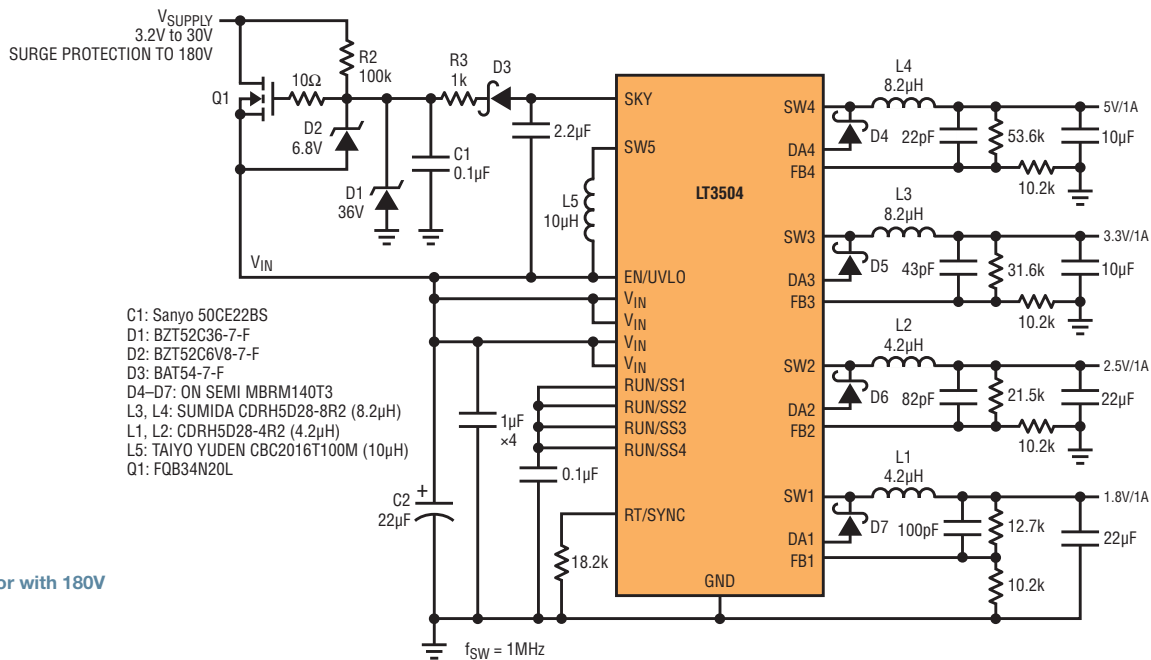 VSUPPLY
3.2V to 30V
SURGE PROTECTION TO 180V
R2
100k
10Ω
Q1
D2
6.8V
D1
36V
C1
0.1µF
R3
1k
D3
2.2µF
L5
10µH
VIN
SKY
SW5
EN/UVLO
VIN
VIN
VIN
VIN
RUN/SS1
RUN/SS2
RUN/SS3
RUN/SS4
RT/SYNC
LT3504
GND
SW4
DA4
FB4
SW3
DA3
FB3
SW2
DA2
FB2
SW1
DA1
FB1
L4
8.2µH
D4
22pF
53.6k
10.2k
10µF
5V/1A
L3
8.2µH
D5
43pF
31.6k
10.2k
10µF
3.3V/1A
L2
4.2µH
D6
82pF
21.5k
10.2k
22µF
2.5V/1A
L1
4.2µH
D7
100pF
12.7k
10.2k
22µF
1.8V/1A
C1: Sanyo 50CE22BS
D1: BZT52C36-7-F
D2: BZT52C6V8-7-F
D3: BAT54-7-F
D4–D7: ON SEMI MBRM140T3
L3, L4: SUMIDA CDRH5D28-8R2 (8.2µH)
L1, L2: CDRH5D28-4R2 (4.2µH)
L5: TAIYO YUDEN CBC2016T100M (10µH)
Q1: FQB34N20L
1µF
×4
0.1µF
C2
22µF
+
18.2k
or with 180V
fSW = 1MHz